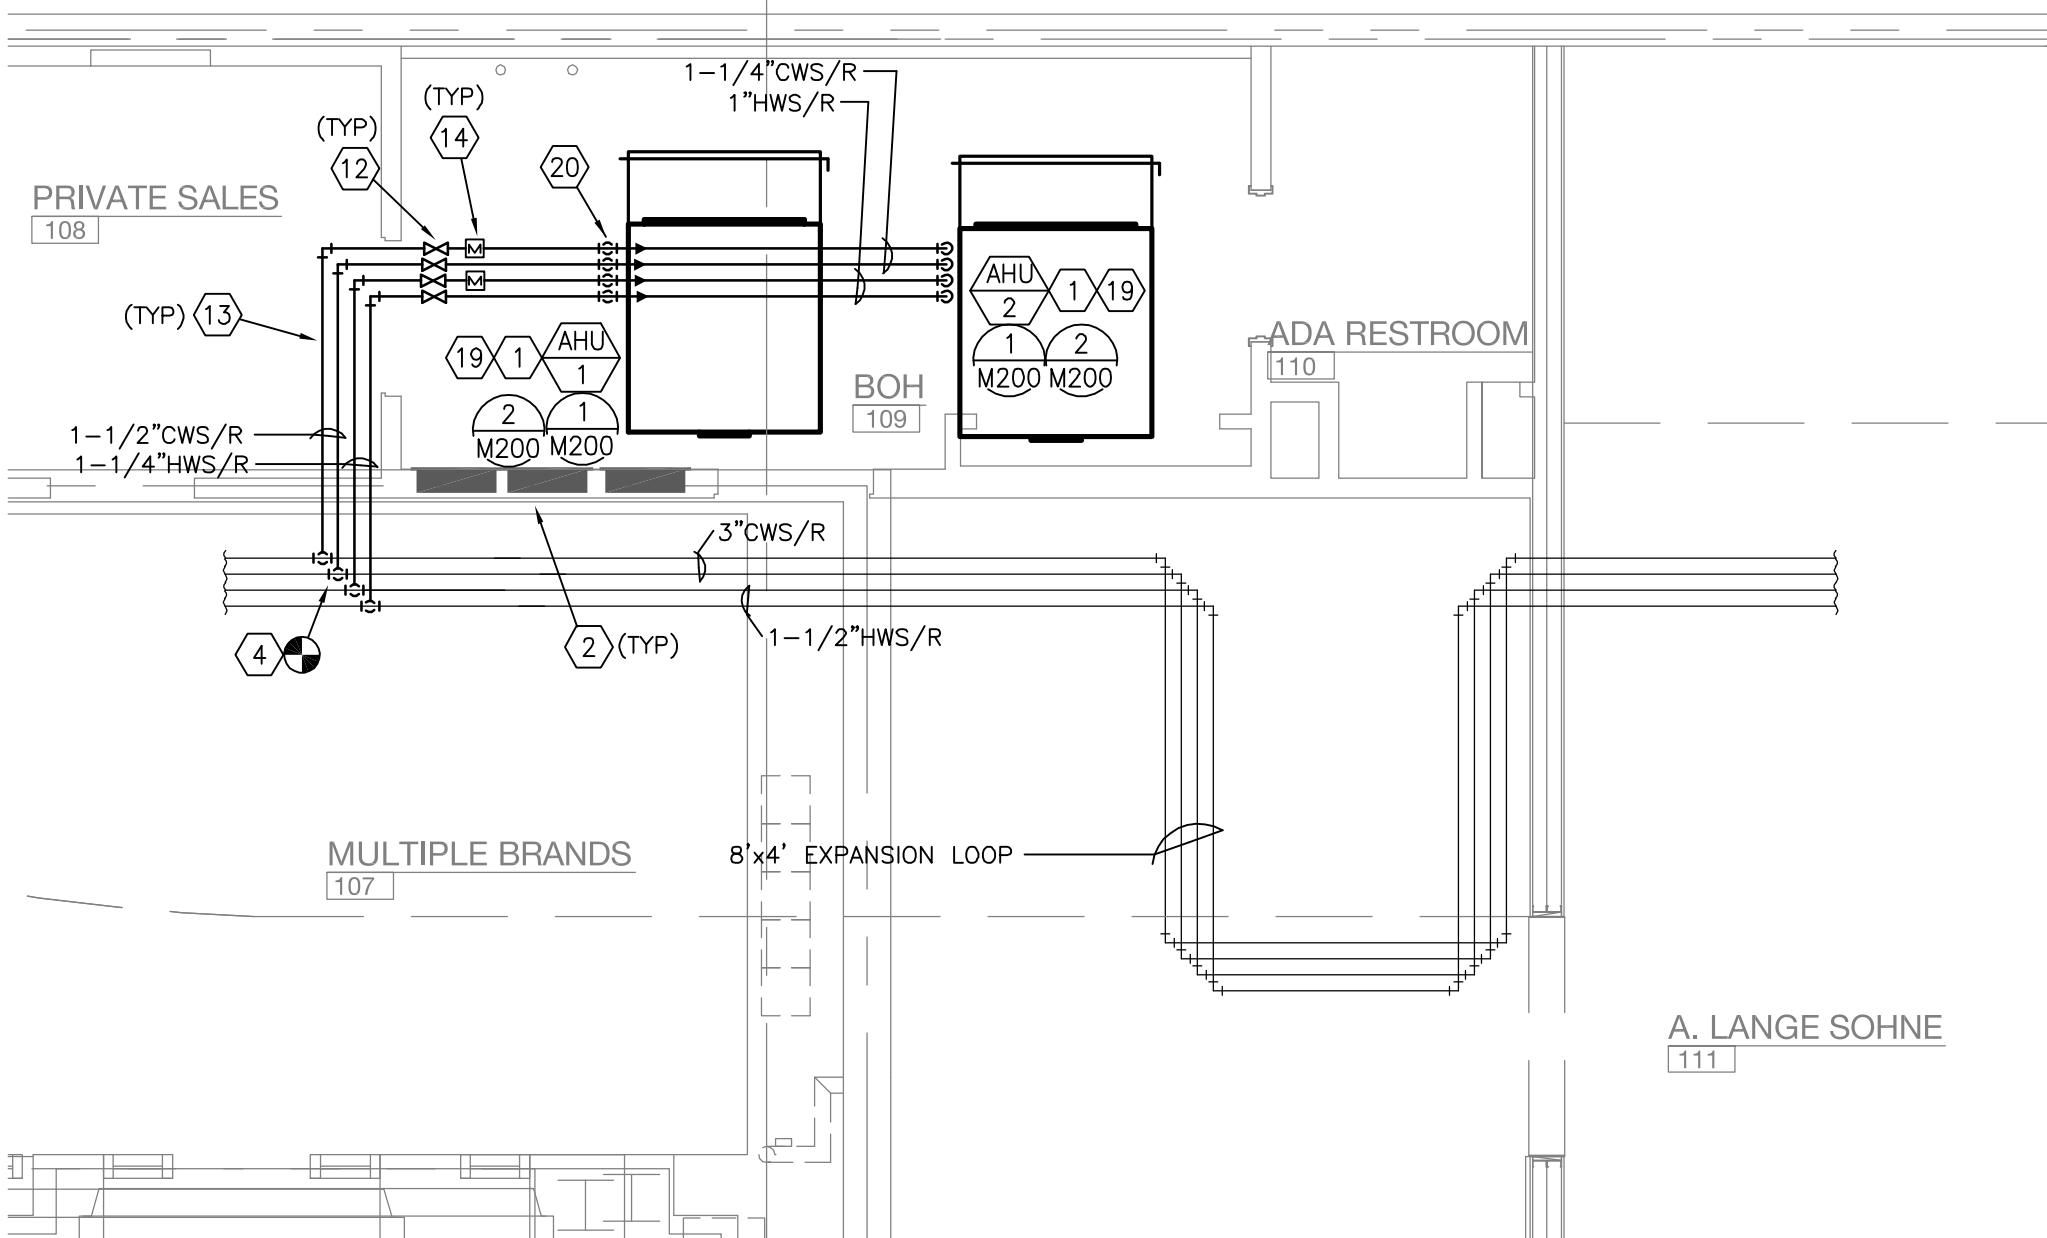 1-1/4"CWS/R
1"HWS/R
(TYP)
14
(TYP)
12
20
PRIVATE SALES
108
M
M
(TYP) 13
AHU
2
1
19
1
M200
2
M200
19
1
AHU
1
2
M200
1
M200
BOH
109
ADA RESTROOM
110
1-1/2"CWS/R
1-1/4"HWS/R
3"CWS/R
1-1/2"HWS/R
4
2 (TYP)
MULTIPLE BRANDS
107
8'x4' EXPANSION LOOP
A. LANGE SOHNE
111